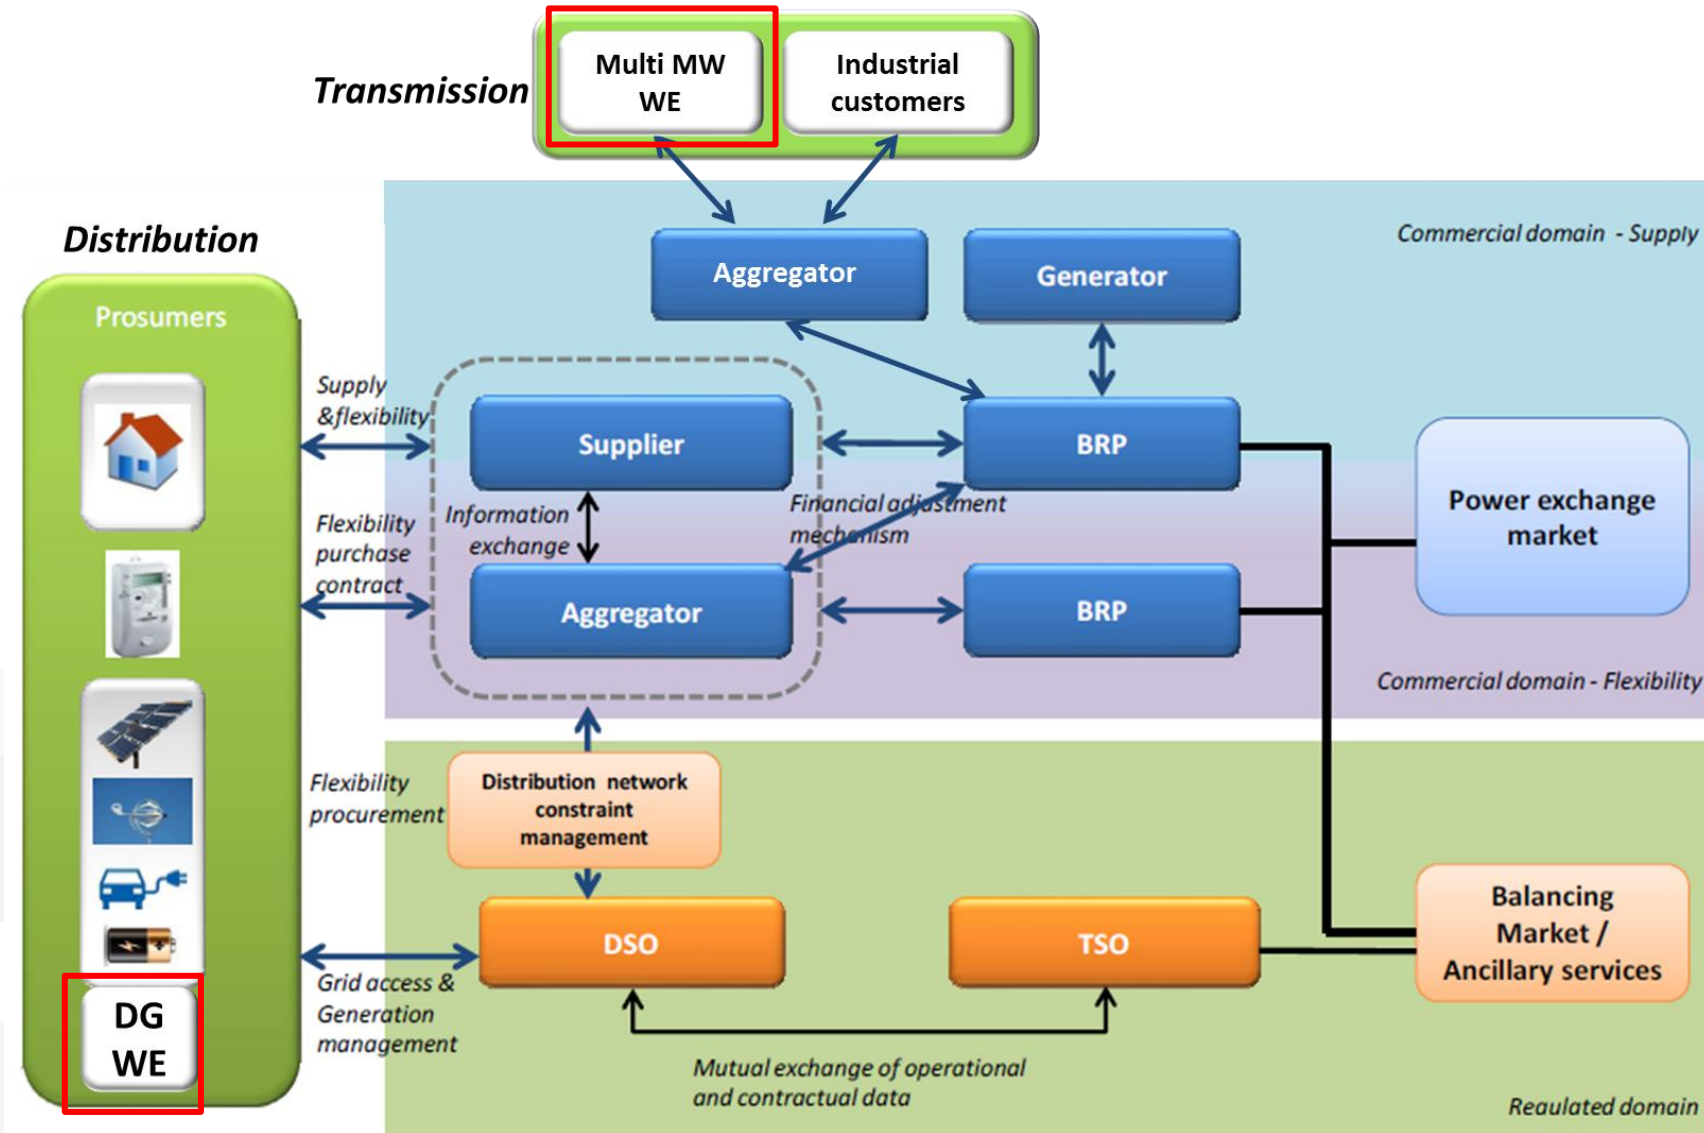 Multi MW
WE
Industrial
customers
Transmission
Distribution
Commercial domain - Supply
Aggregator
Generator
Prosumers
Supply
&flexibility
Supplier
BRP
Power exchange
market
Information
exchange
Financial adjustment
mechanism
Flexibility
purchase
contract
Aggregator
BRP
Commercial domain - Flexibility
Flexibility
procurement
Distribution network
constraint
management
DSO
TSO
Balancing
Market /
Ancillary services
Grid access &
Generation
management
DG
WE
Mutual exchange of operational
and contractual data
Reaulated domain